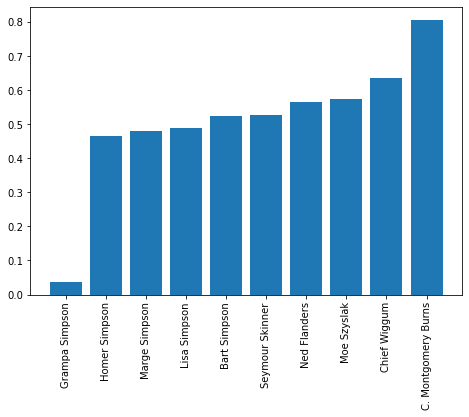 0.8
0.7
0.6
0.5
0.4
0.3
0.2
0.1
0.0
Grampa Simpson
Homer Simpson
Marge Simpson
Lisa Simpson
Bart Simpson
Seymour Skinner
Ned Flanders
Moe Szyslak
Chief Wiggum
C. Montgomery Burns